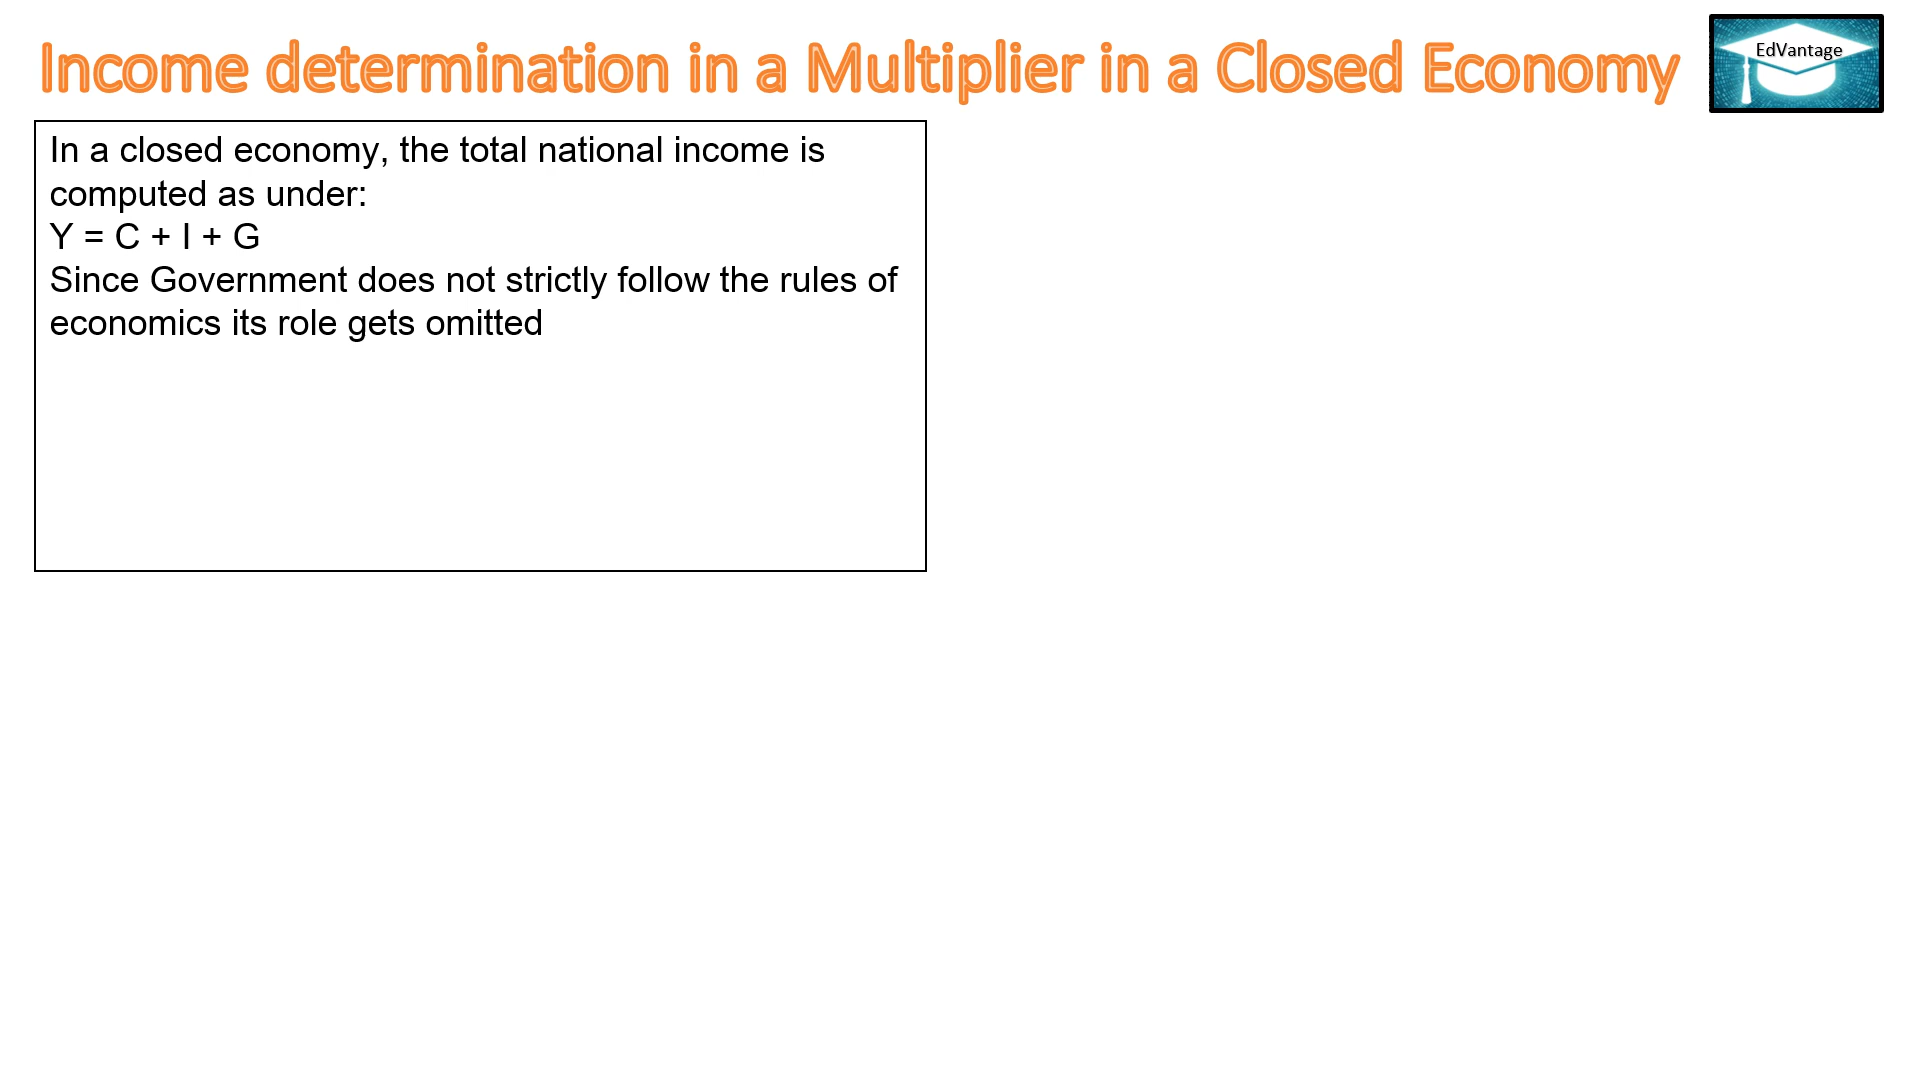 Income determination in a Multiplier in a Closed Economy
EdVantage
In a closed economy, the total national income is
computed as under:
Y = C + I + G
Since Government does not strictly follow the rules of
economics its role gets omitted